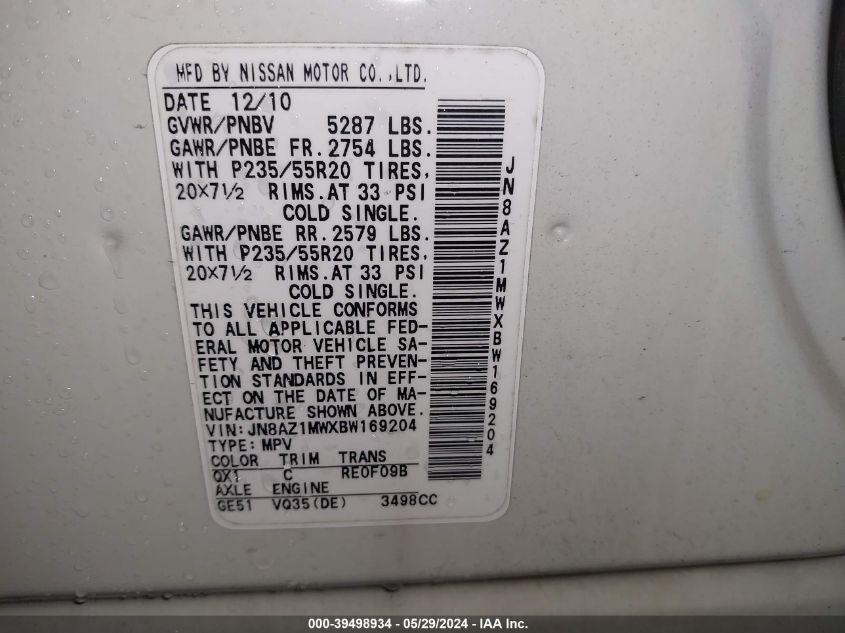 MFD BY NISSAN MOTOR CO.,LTD.
DATE 12/10
GVWR/PNBV 5287 LBS.
GAWR/PNBE FR. 2754 LBS.
WITH P235/55R20 TIRES,
20X7½ RIMS.AT 33 PSI
COLD SINGLE.
GAWR/PNBE RR. 2579 LBS.
WITH P235/55R20 TIRES,
20X7½ RIMS.AT 33 PSI
COLD SINGLE.
THIS VEHICLE CONFORMS
TO ALL APPLICABLE FED-
ERAL MOTOR VEHICLE SA-
FETY AND THEFT PREVEN-
TION STANDARDS IN EFF-
ECT ON THE DATE OF MA-
NUFACTURE SHOWN ABOVE.
VIN: JN8AZ1MWXBW169204
TYPE: MPV
COLOR TRIM TRANS
QX1 C RE0F09B
AXLE ENGINE
GE51 VQ35(DE) 3498CC
JN8AZ1MWXBW169204
000-39498934 - 05/29/2024 - IAA Inc.